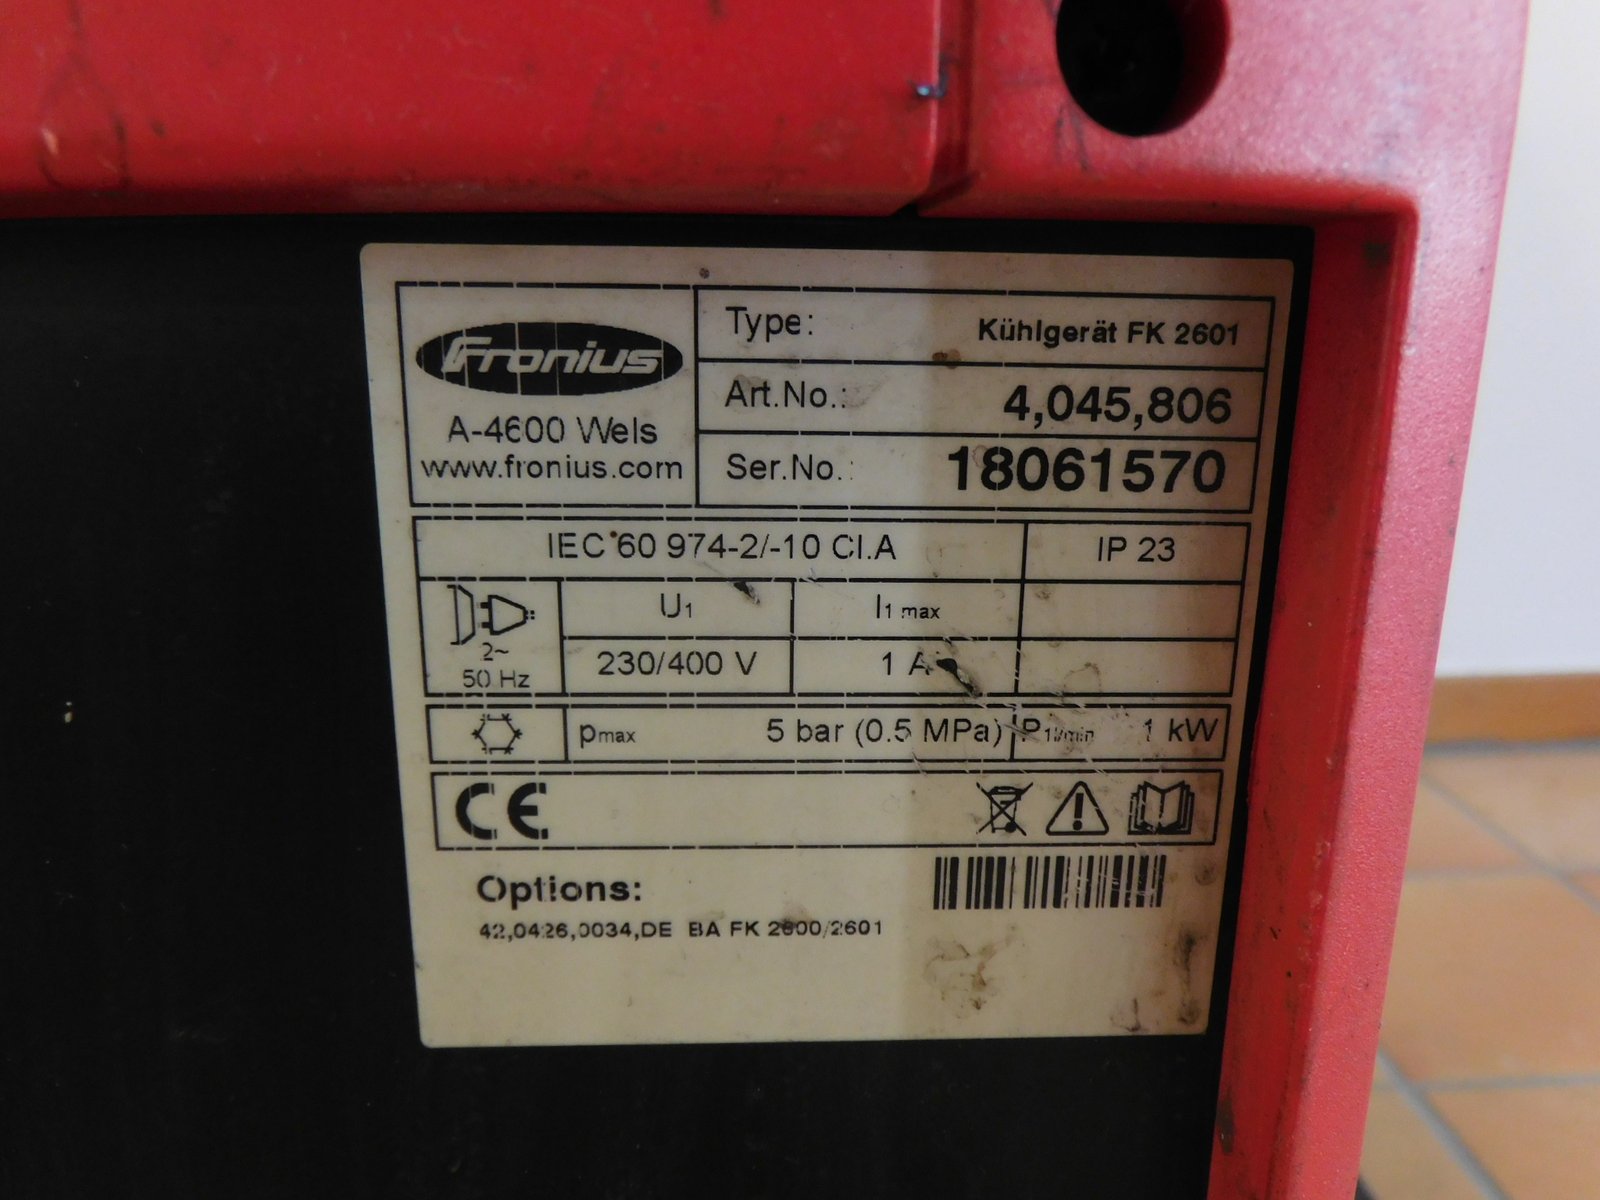 Fronius
A-4600 Wels
www.fronius.com
Type: Kühlgerät FK 2601
Art.No.: 4,045,806
Ser.No.: 18061570
IEC 60 974-2/-10 Cl.A IP 23
U1 I1 max
2~
50 Hz
230/400 V 1 A
pmax 5 bar (0.5 MPa) P1l/min 1 kW
CE
Options:
42,0426,0034,DE BA FK 2600/2601